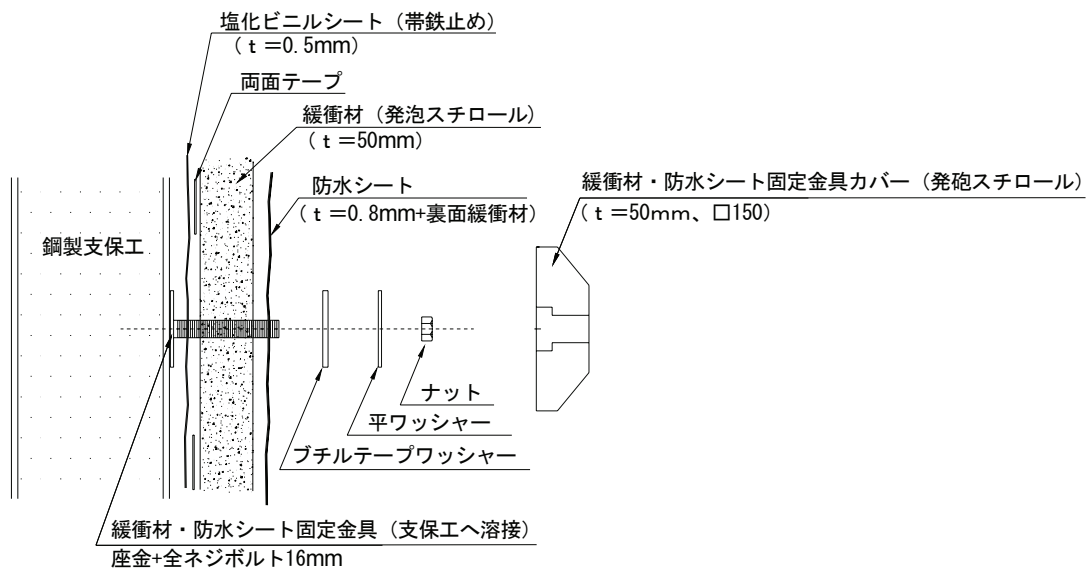 塩化ビニルシート（帯鉄止め）
（ｔ＝0.5mm）
両面テープ
緩衝材（発泡スチロール）
（ｔ＝50mm）
防水シート
（ｔ＝0.8mm+裏面緩衝材）
緩衝材・防水シート固定金具カバー（発砲スチロール）
（ｔ＝50ｍｍ、□150）
鋼製支保工
ナット
平ワッシャー
ブチルテープワッシャー
緩衝材・防水シート固定金具（支保工へ溶接）
座金+全ネジボルト16mm